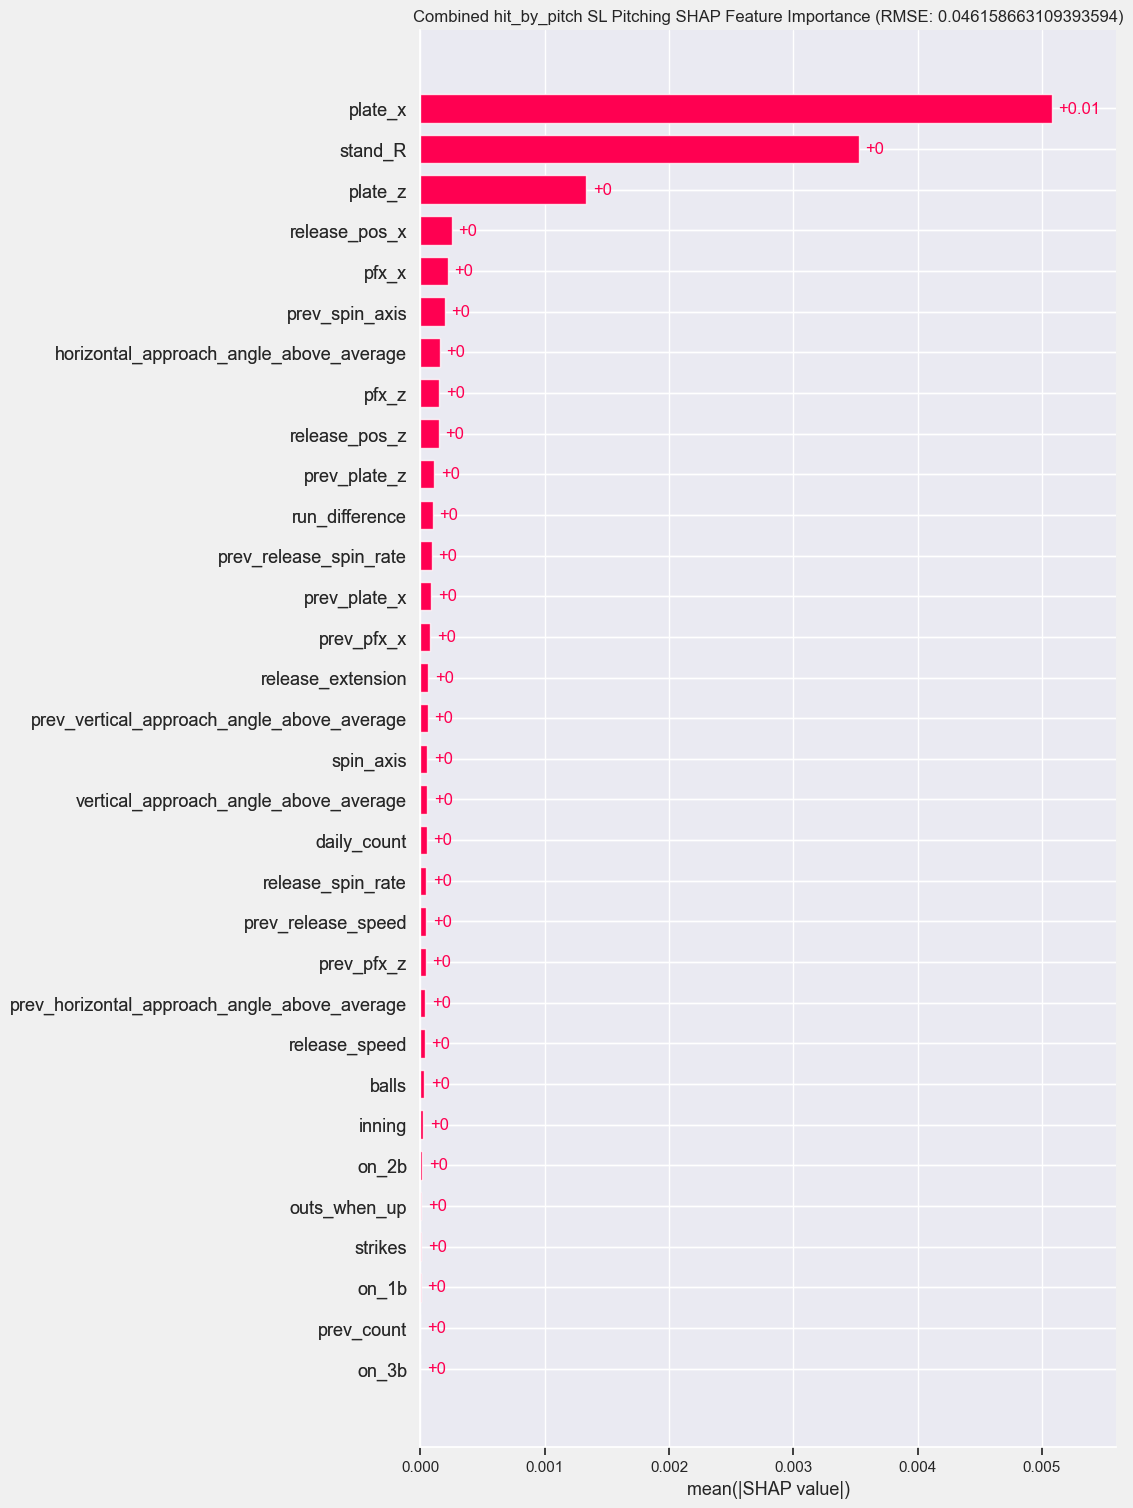 Combined hit_by_pitch SL Pitching SHAP Feature Importance (RMSE: 0.046158663109393594)
plate_x +0.01
stand_R +0
plate_z +0
release_pos_x +0
pfx_x +0
prev_spin_axis +0
horizontal_approach_angle_above_average +0
pfx_z +0
release_pos_z +0
prev_plate_z +0
run_difference +0
prev_release_spin_rate +0
prev_plate_x +0
prev_pfx_x +0
release_extension +0
prev_vertical_approach_angle_above_average +0
spin_axis +0
vertical_approach_angle_above_average +0
daily_count +0
release_spin_rate +0
prev_release_speed +0
prev_pfx_z +0
prev_horizontal_approach_angle_above_average +0
release_speed +0
balls +0
inning +0
on_2b +0
outs_when_up +0
strikes +0
on_1b +0
prev_count +0
on_3b +0
0.000 0.001 0.002 0.003 0.004 0.005
mean(|SHAP value|)